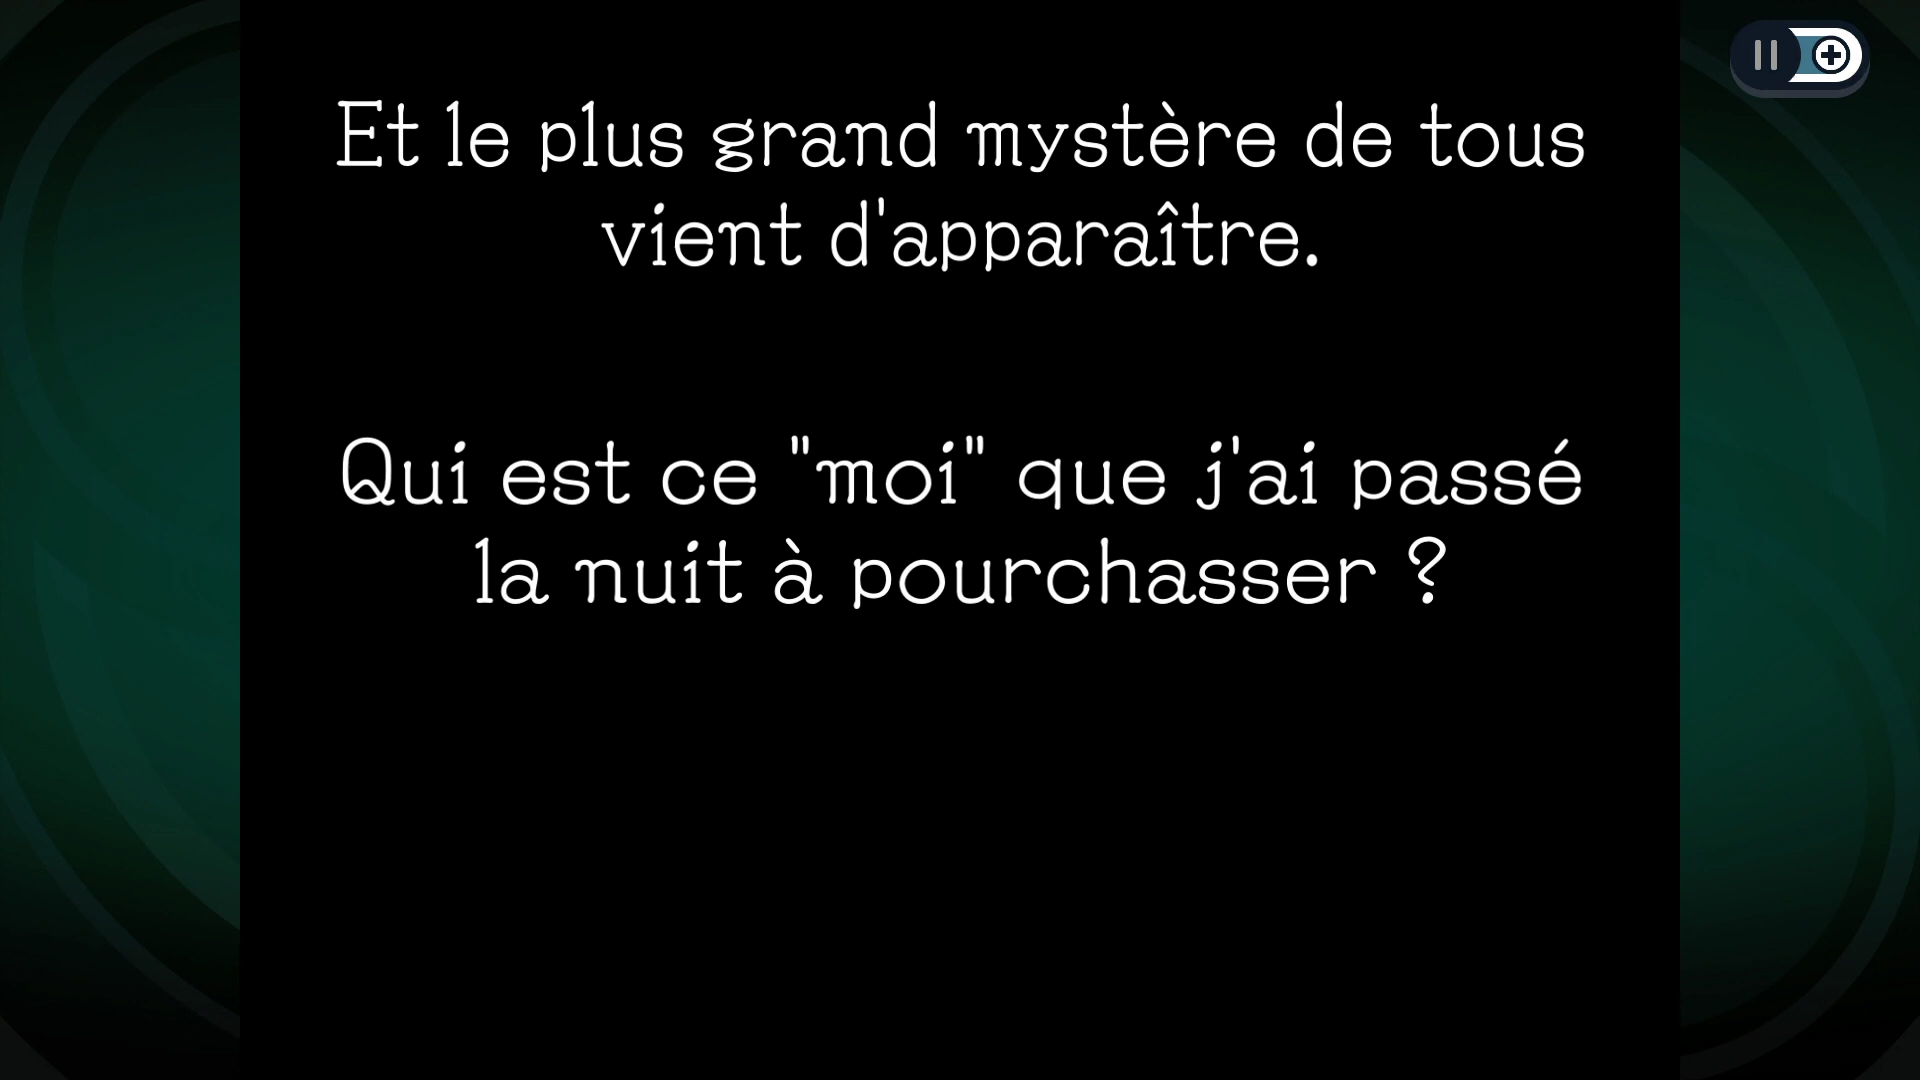 Et le plus grand mystère de tous
vient d'apparaître.
Qui est ce "moi" que j'ai passé
la nuit à pourchasser ?